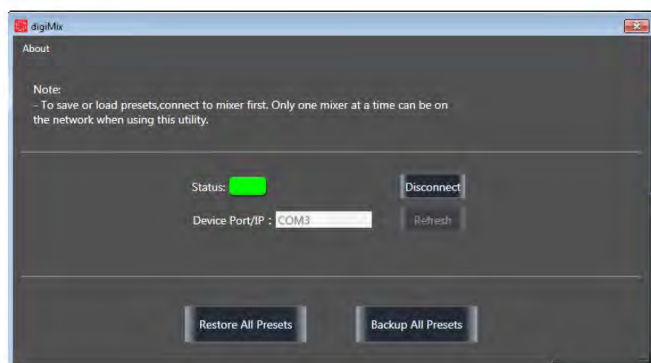 digiMix
About
Note:
- To save or load presets,connect to mixer first. Only one mixer at a time can be on
the network when using this utility.
Status:
Disconnect
Device Port/IP : COM3
Refresh
Restore All Presets
Backup All Presets